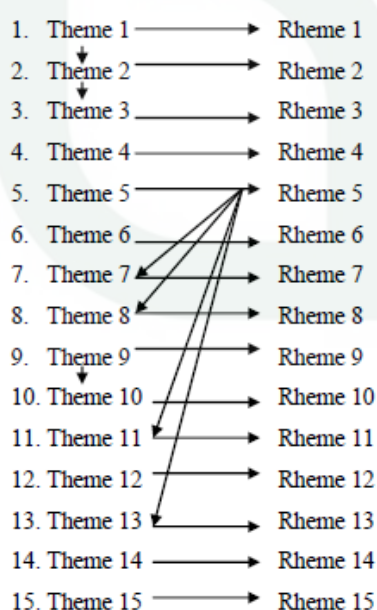 1. Theme 1 Rheme 1
2. Theme 2 Rheme 2
3. Theme 3 Rheme 3
4. Theme 4 Rheme 4
5. Theme 5 Rheme 5
6. Theme 6 Rheme 6
7. Theme 7 Rheme 7
8. Theme 8 Rheme 8
9. Theme 9 Rheme 9
10. Theme 10 Rheme 10
11. Theme 11 Rheme 11
12. Theme 12 Rheme 12
13. Theme 13 Rheme 13
14. Theme 14 Rheme 14
15. Theme 15 Rheme 15